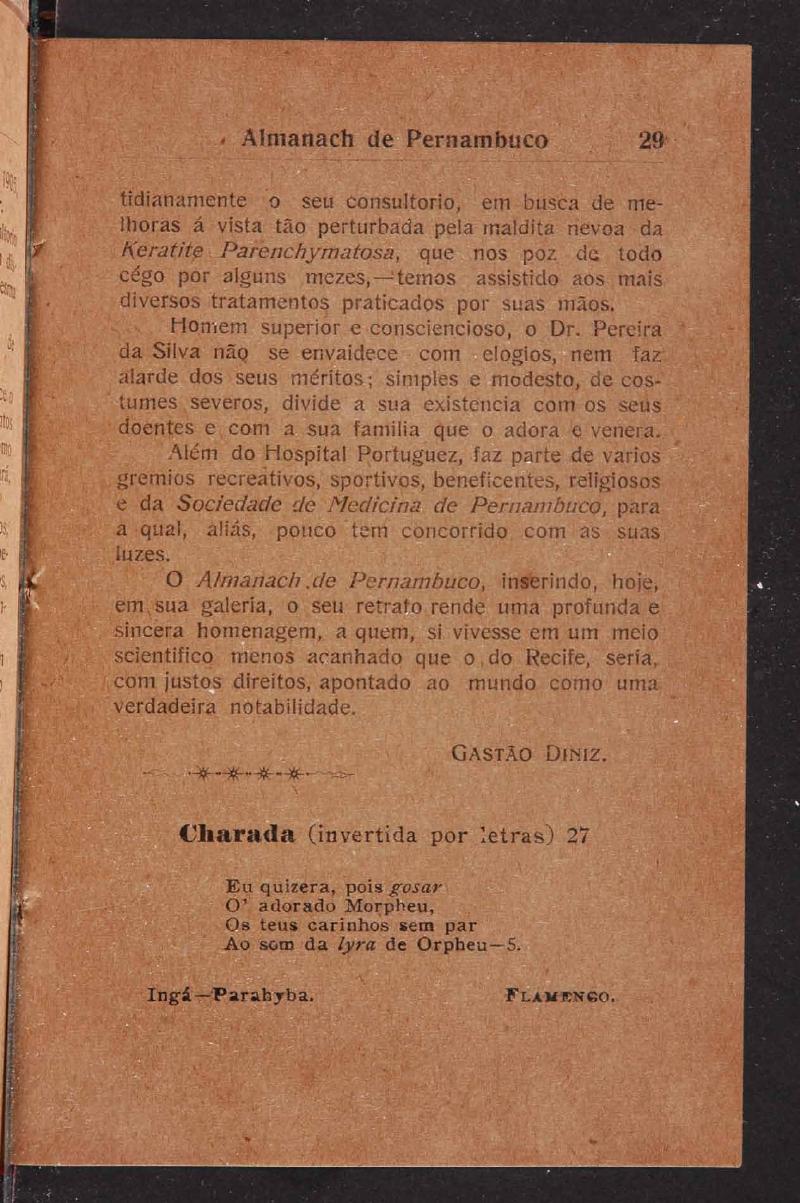 Almanach de Pernambuco 29
tidianamente o seu consultorio, em busca de me-
lhoras á vista tão perturbada pela maldita nevoa da
Keratite Parenchymatosa, que nos poz de todo
cégo por alguns mezes,—temos assistido aos mais
diversos tratamentos praticados por suas mãos.
Homem superior e consciencioso, o Dr. Pereira
da Silva não se envaidece com elogios, nem faz
alarde dos seus méritos; simples e modesto, de cos-
tumes severos, divide a sua existencia com os seus
doentes e com a sua familia que o adora e venera.
Além do Hospital Portuguez, faz parte de varios
gremios recreativos, sportivos, beneficentes, religiosos
e da Sociedade de Medicina de Pernambuco, para
a qual, aliás, pouco tem concorrido com as suas
luzes.
O Almanach de Pernambuco, inserindo, hoje,
em sua galeria, o seu retrato rende uma profunda e
sincera homenagem, a quem, si vivesse em um meio
scientifico menos acanhado que o do Recife, seria,
com justos direitos, apontado ao mundo como uma
verdadeira notabilidade.
GASTÃO DINIZ.
Charada (invertida por letras) 27
Eu quizera, pois gosar
O' adorado Morpheu,
Os teus carinhos sem par
Ao som da lyra de Orpheu—5.
Ingá—Parahyba. FLAMENGO.